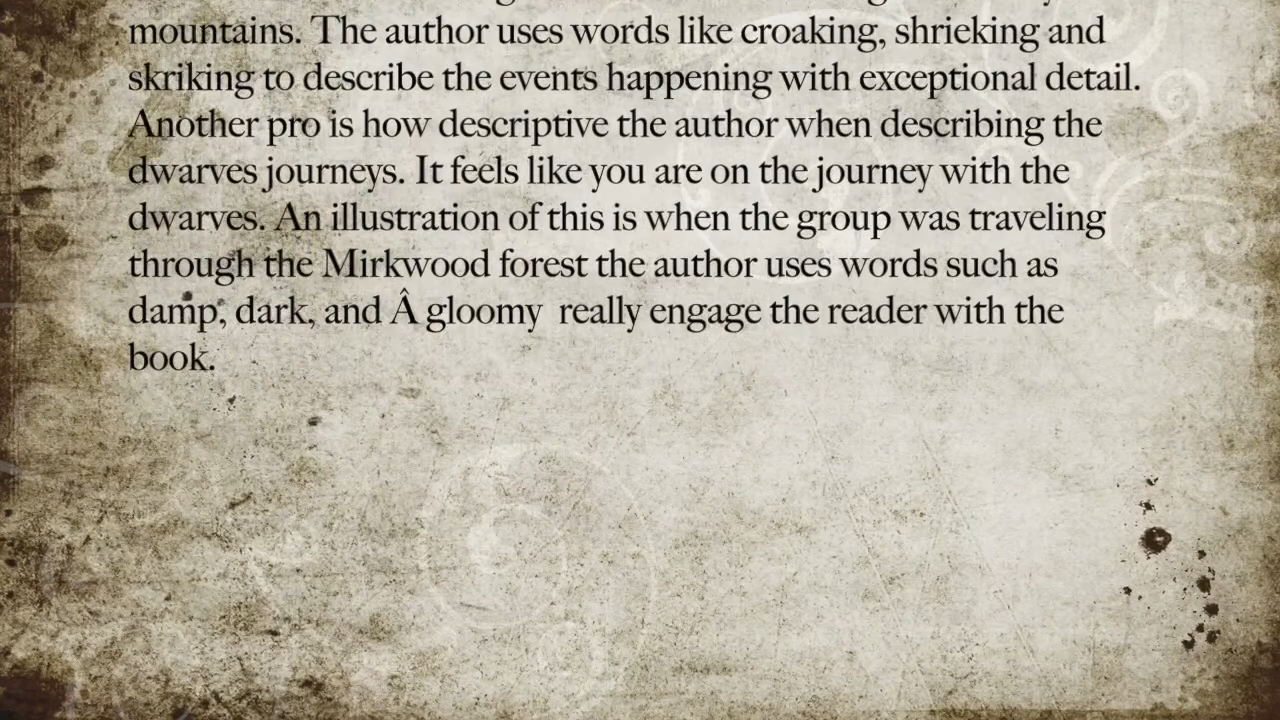 mountains. The author uses words like croaking, shrieking and
skriking to describe the events happening with exceptional detail.
Another pro is how descriptive the author when describing the
dwarves journeys. It feels like you are on the journey with the
dwarves. An illustration of this is when the group was traveling
through the Mirkwood forest the author uses words such as
damp, dark, and Â gloomy  really engage the reader with the
book.